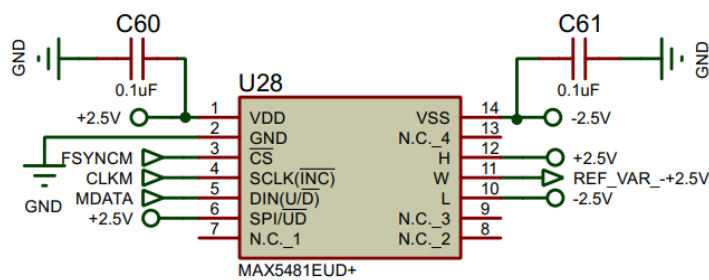 C60
GND
0.1uF
C61
GND
0.1uF
U28
+2.5V 1 VDD VSS 14 -2.5V
2 GND N.C._4 13
FSYNCM 3 CS H 12 +2.5V
CLKM 4 SCLK(INC) W 11 REF_VAR_-+2.5V
MDATA 5 DIN(U/D) L 10 -2.5V
+2.5V 6 SPI/UD N.C._3 9
7 N.C._1 N.C._2 8
GND
MAX5481EUD+